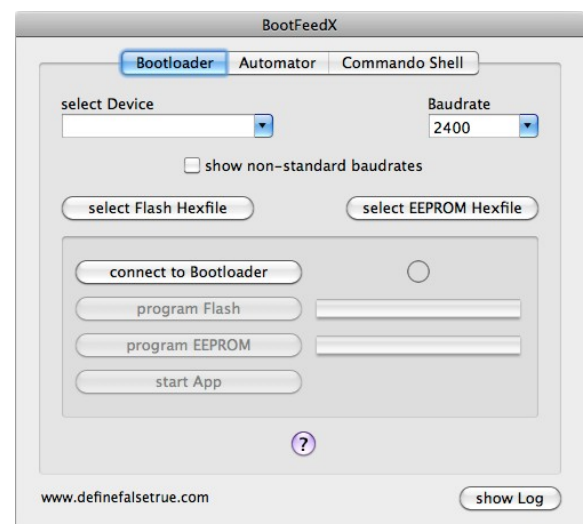 BootFeedX
Bootloader Automator Commando Shell
select Device Baudrate
2400
show non-standard baudrates
select Flash Hexfile select EEPROM Hexfile
connect to Bootloader
program Flash
program EEPROM
start App
?
www.definefalsetrue.com show Log